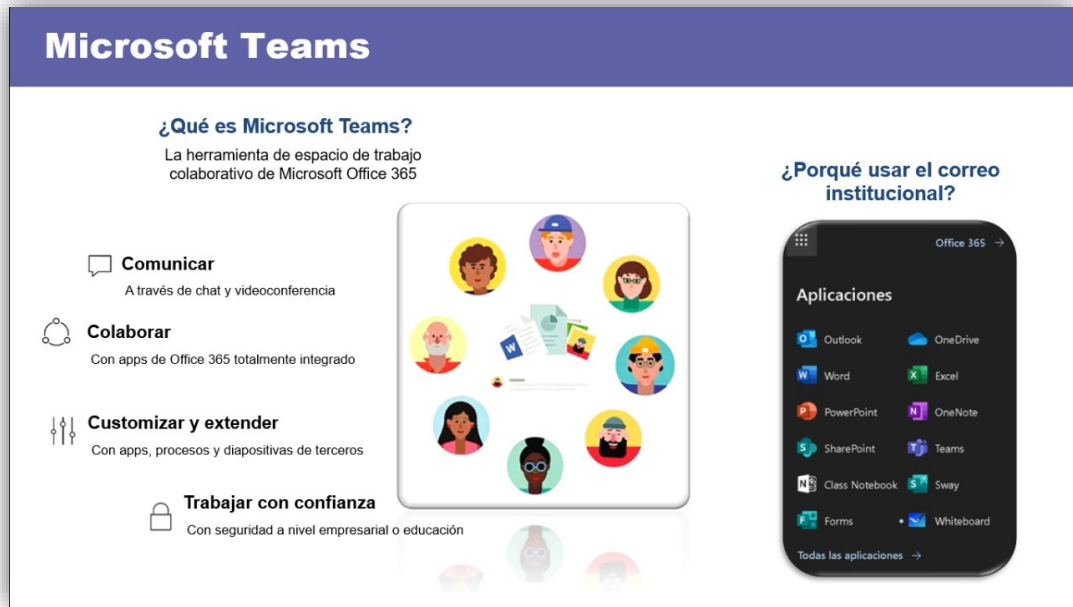 Microsoft Teams
¿Qué es Microsoft Teams?
La herramienta de espacio de trabajo
colaborativo de Microsoft Office 365
Comunicar
A través de chat y videoconferencia
Colaborar
Con apps de Office 365 totalmente integrado
Customizar y extender
Con apps, procesos y diapositivas de terceros
Trabajar con confianza
Con seguridad a nivel empresarial o educación
¿Porqué usar el correo
institucional?
Office 365 →
Aplicaciones
Outlook
OneDrive
Word
Excel
PowerPoint
OneNote
SharePoint
Teams
Class Notebook
Sway
Forms
Whiteboard
Todas las aplicaciones →